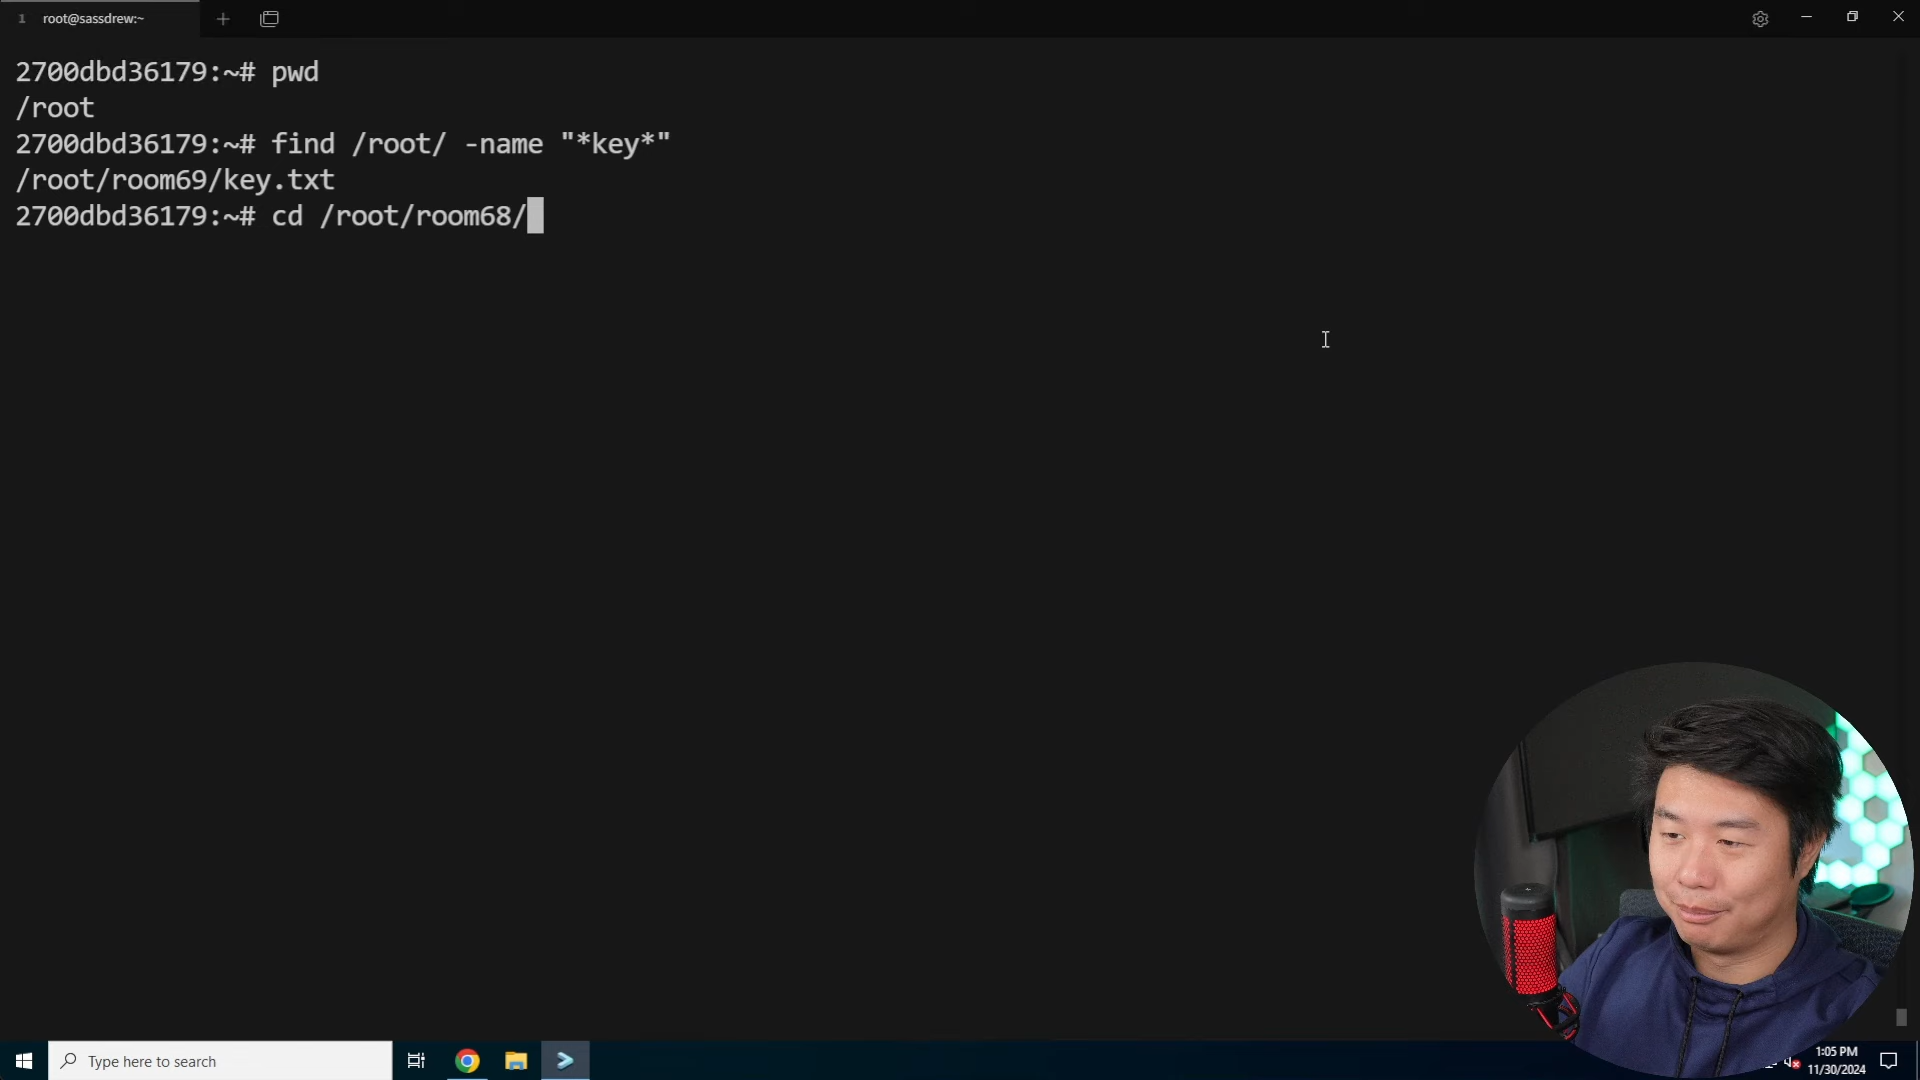 1 root@sassdrew:~
2700dbd36179:~# pwd
/root
2700dbd36179:~# find /root/ -name "*key*"
/root/room69/key.txt
2700dbd36179:~# cd /root/room68/
Type here to search
1:05 PM
11/30/2024